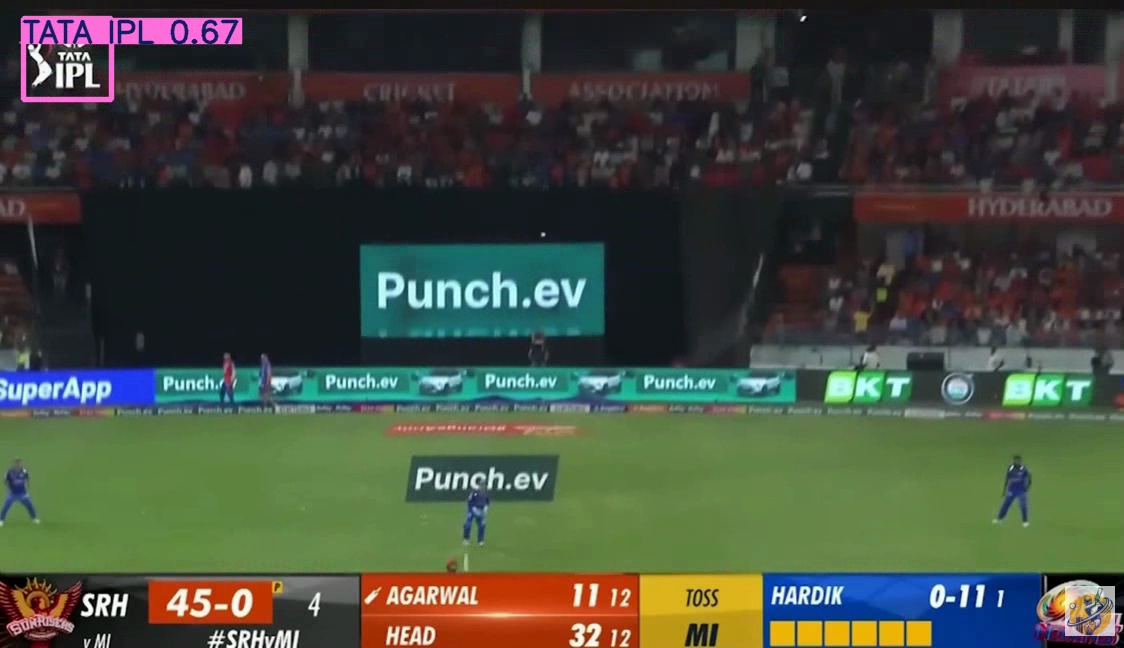 TATA IPL 0.67
TATA
IPL
HYDERABAD CRICKET ASSOCIATION
AD
HYDERABAD
Punch.ev
SuperApp
Punch.ev Punch.ev Punch.ev Punch.ev
BKT BKT
Punch.ev
SRH 45-0 P 4
v MI #SRHvMI
SUNRISERS
AGARWAL 11 12
HEAD 32 12
TOSS
MI
HARDIK 0-11 1